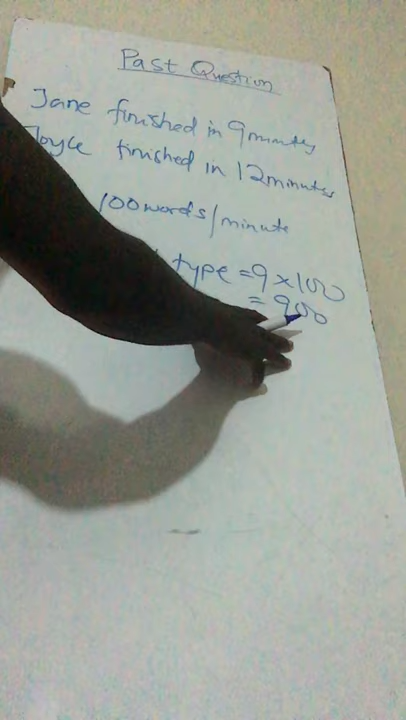 Past Question
Jane finished in 9minutes
Joyce finished in 12minutes
100words/minute
type = 9 x 100
= 900